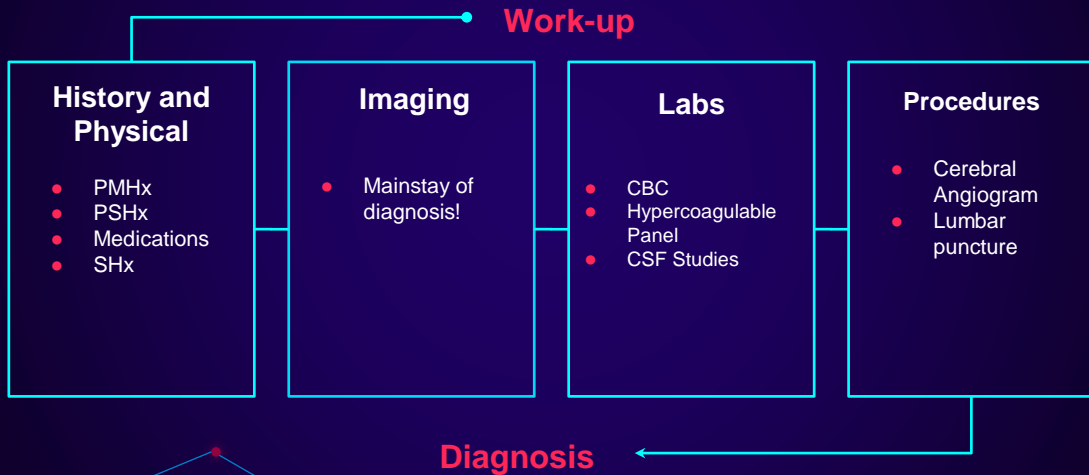 Work-up
History and
Physical
● PMHx
● PSHx
● Medications
● SHx
Imaging
● Mainstay of
diagnosis!
Labs
● CBC
● Hypercoagulable
Panel
● CSF Studies
Procedures
● Cerebral
Angiogram
● Lumbar
puncture
Diagnosis